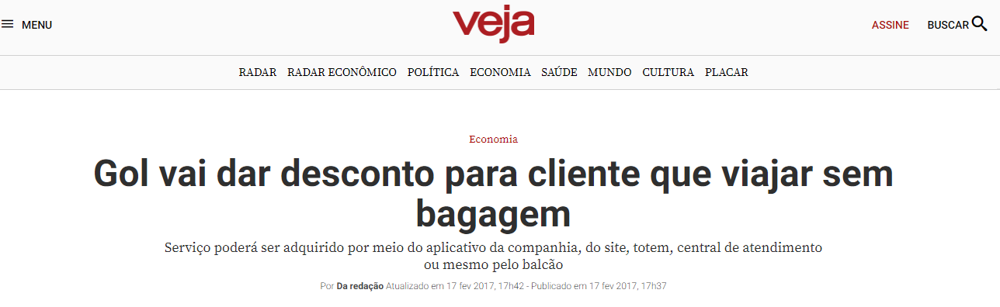 MENU
veja
ASSINE
BUSCAR
RADAR RADAR ECONÔMICO POLÍTICA ECONOMIA SAÚDE MUNDO CULTURA PLACAR
Economia
Gol vai dar desconto para cliente que viajar sem
bagagem
Serviço poderá ser adquirido por meio do aplicativo da companhia, do site, totem, central de atendimento
ou mesmo pelo balcão
Por Da redação Atualizado em 17 fev 2017, 17h42 - Publicado em 17 fev 2017, 17h37